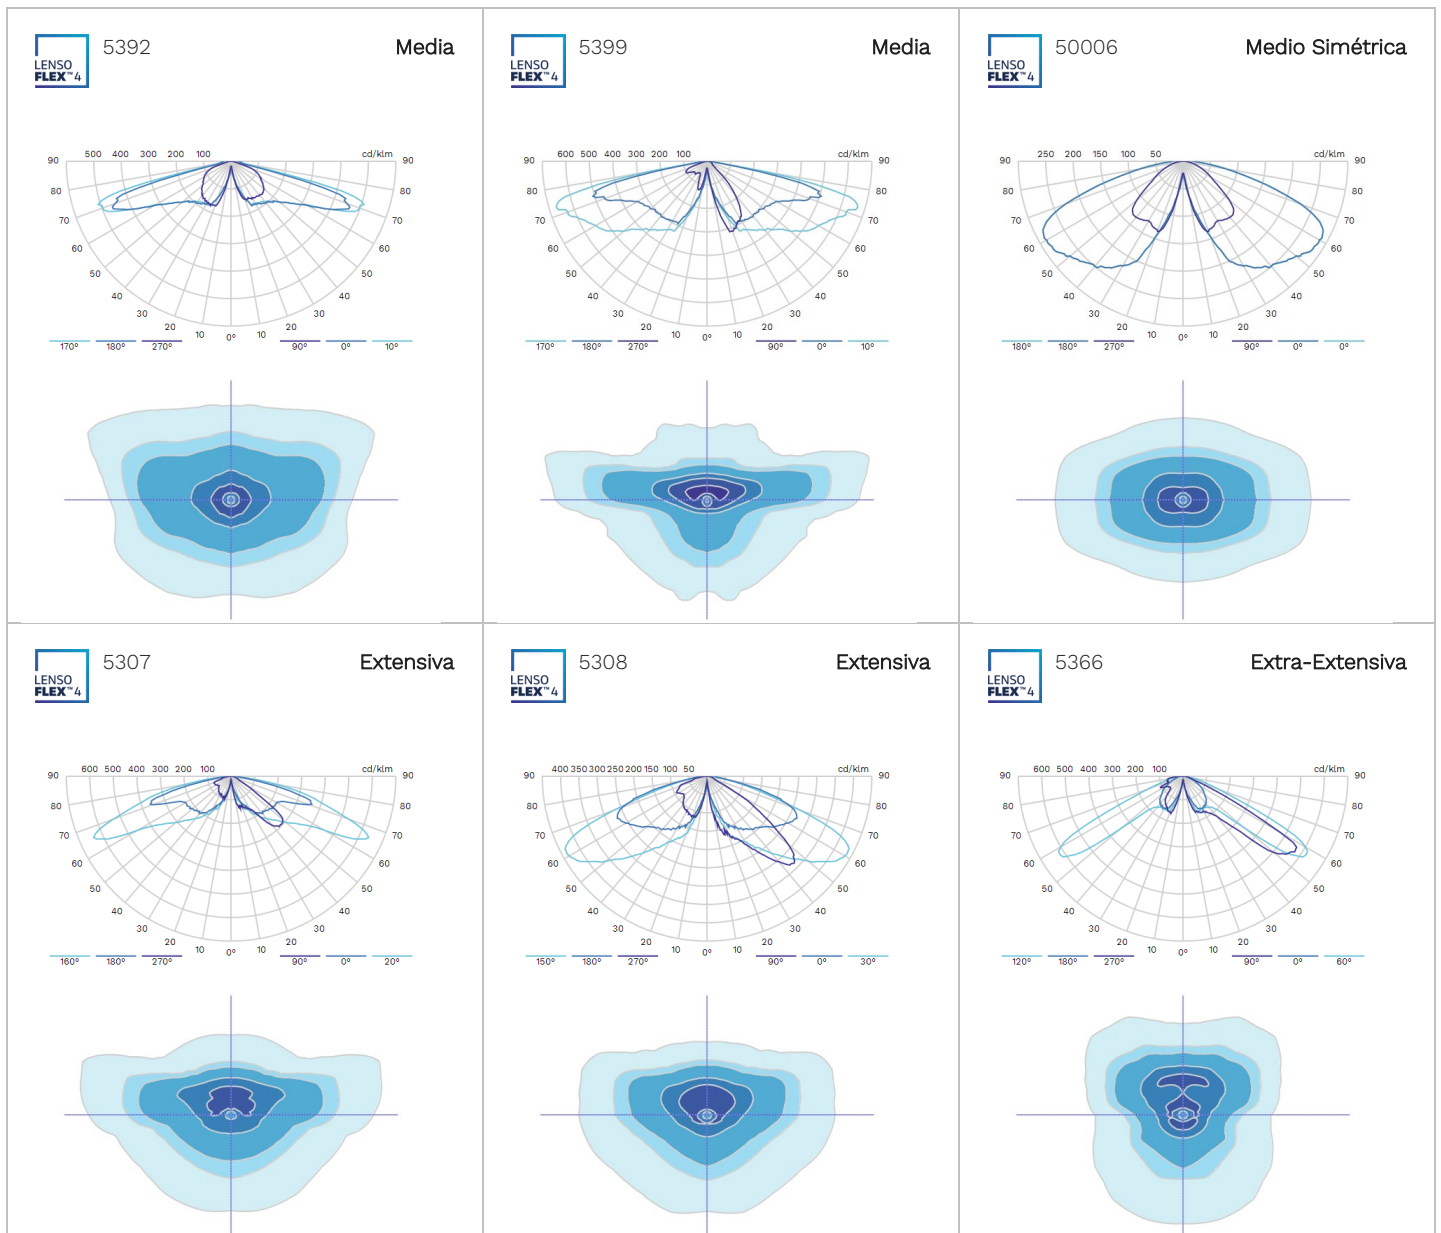 5392 Media
LENSO
FLEX™4
90 500 400 300 200 100 cd/klm 90
80 80
70 70
60 60
50 50
40 40
30 30
20 20
10 0° 10
170° 180° 270° 90° 0° 10°
5399 Media
LENSO
FLEX™4
90 600 500 400 300 200 100 cd/klm 90
80 80
70 70
60 60
50 50
40 40
30 30
20 20
10 0° 10
170° 180° 270° 90° 0° 10°
50006 Medio Simétrica
LENSO
FLEX™4
90 250 200 150 100 50 cd/klm 90
80 80
70 70
60 60
50 50
40 40
30 30
20 20
10 0° 10
180° 180° 270° 90° 0° 0°
5307 Extensiva
LENSO
FLEX™4
90 600 500 400 300 200 100 cd/klm 90
80 80
70 70
60 60
50 50
40 40
30 30
20 20
10 0° 10
160° 180° 270° 90° 0° 20°
5308 Extensiva
LENSO
FLEX™4
90 400 350 300 250 200 150 100 50 cd/klm 90
80 80
70 70
60 60
50 50
40 40
30 30
20 20
10 0° 10
150° 180° 270° 90° 0° 30°
5366 Extra-Extensiva
LENSO
FLEX™4
90 600 500 400 300 200 100 cd/klm 90
80 80
70 70
60 60
50 50
40 40
30 30
20 20
10 0° 10
120° 180° 270° 90° 0° 60°